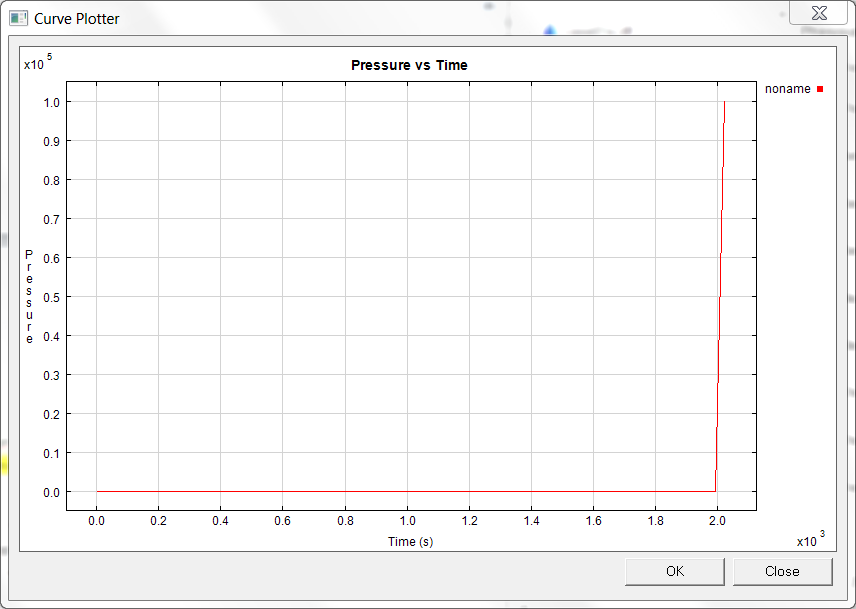 Curve Plotter
x10 5
Pressure vs Time
noname
1.0
0.9
0.8
0.7
0.6
0.5
0.4
0.3
0.2
0.1
0.0
Pressure
0.0 0.2 0.4 0.6 0.8 1.0 1.2 1.4 1.6 1.8 2.0
Time (s)
x10 3
OK Close